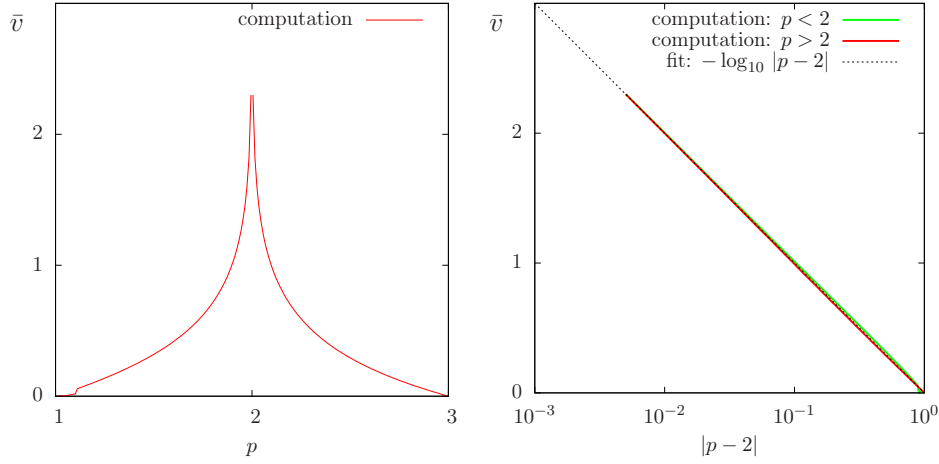 v̄
computation
2
1
0
1
2
3
p
v̄
computation: p < 2
computation: p > 2
fit: − log₁₀ |p − 2|
2
1
0
10⁻³
10⁻²
10⁻¹
10⁰
|p − 2|